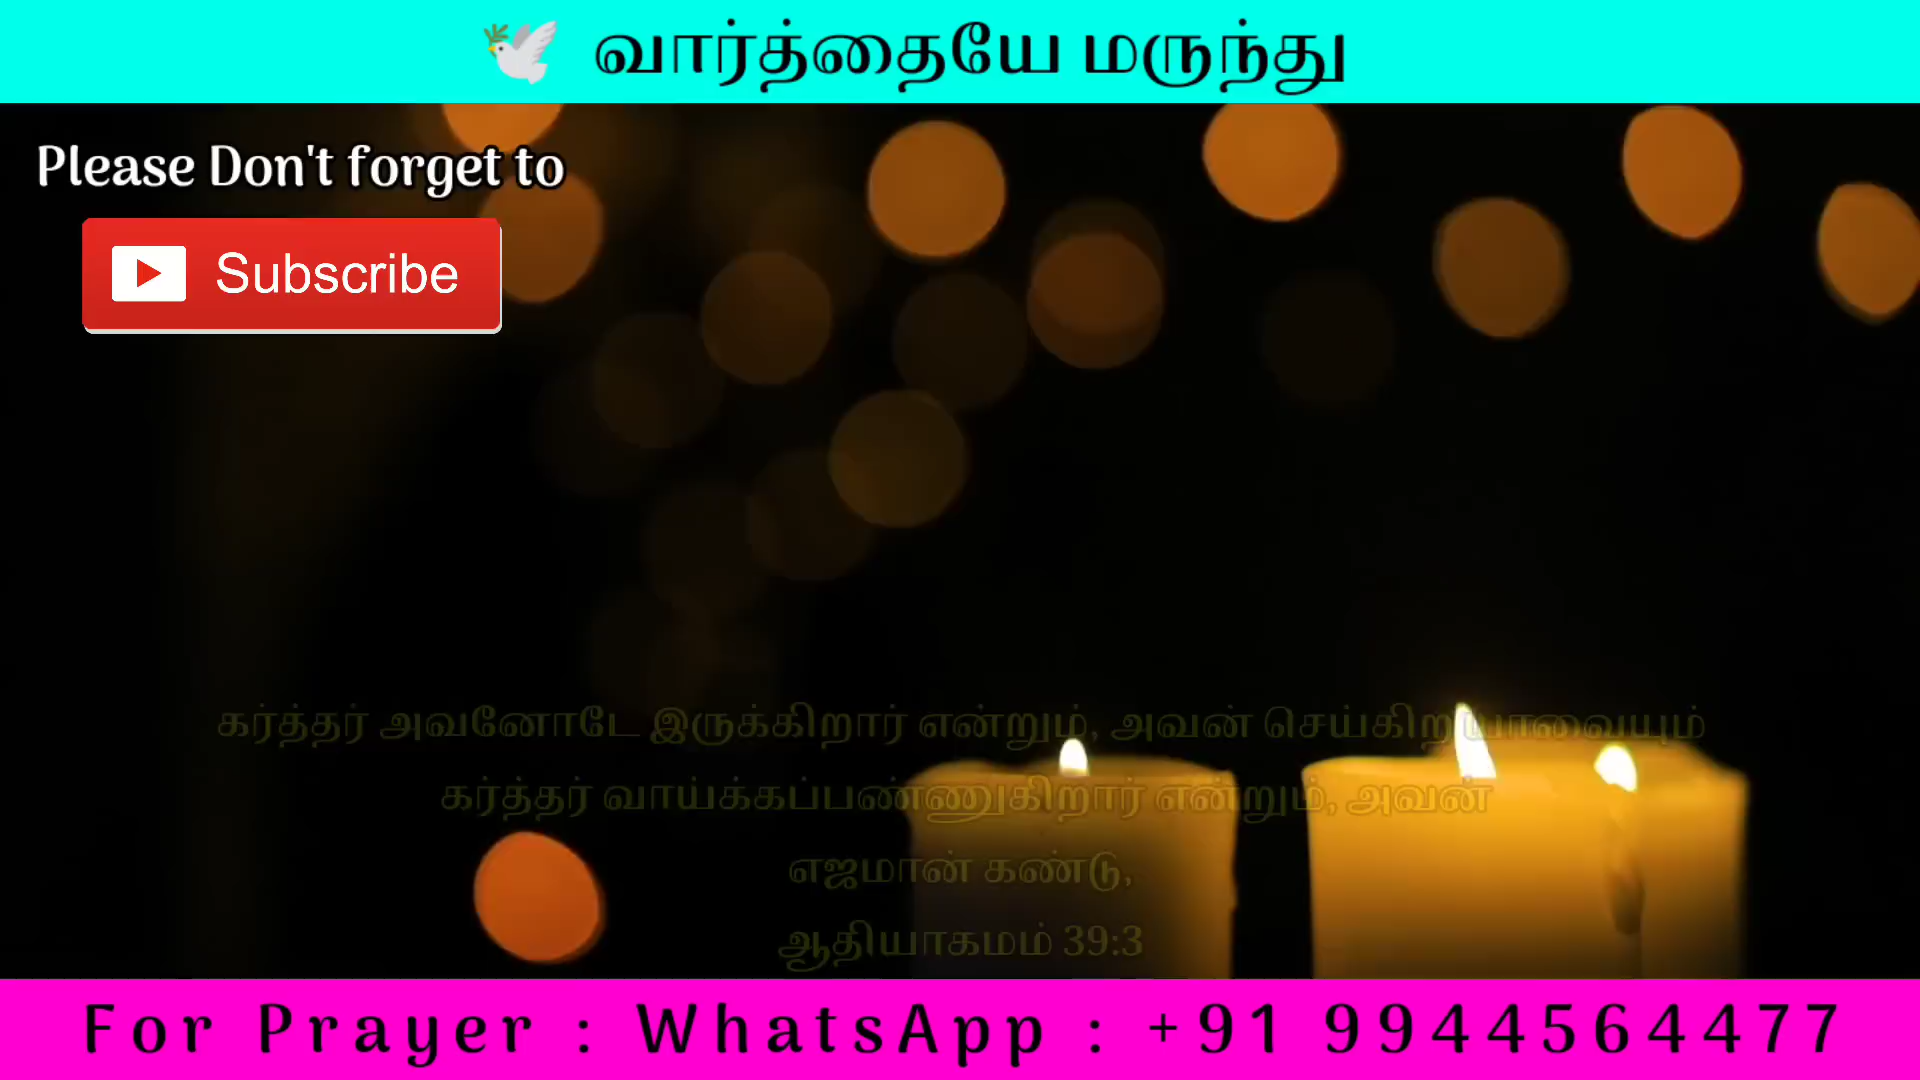 வார்த்தையே மருந்து
Please Don't forget to
Subscribe
கர்த்தர் அவனோடே இருக்கிறார் என்றும், அவன் செய்கிற யாவையும்
கர்த்தர் வாய்க்கப்பண்ணுகிறார் என்றும், அவன்
எஜமான் கண்டு,
ஆதியாகமம் 39:3
For Prayer : WhatsApp : +91 9944564477